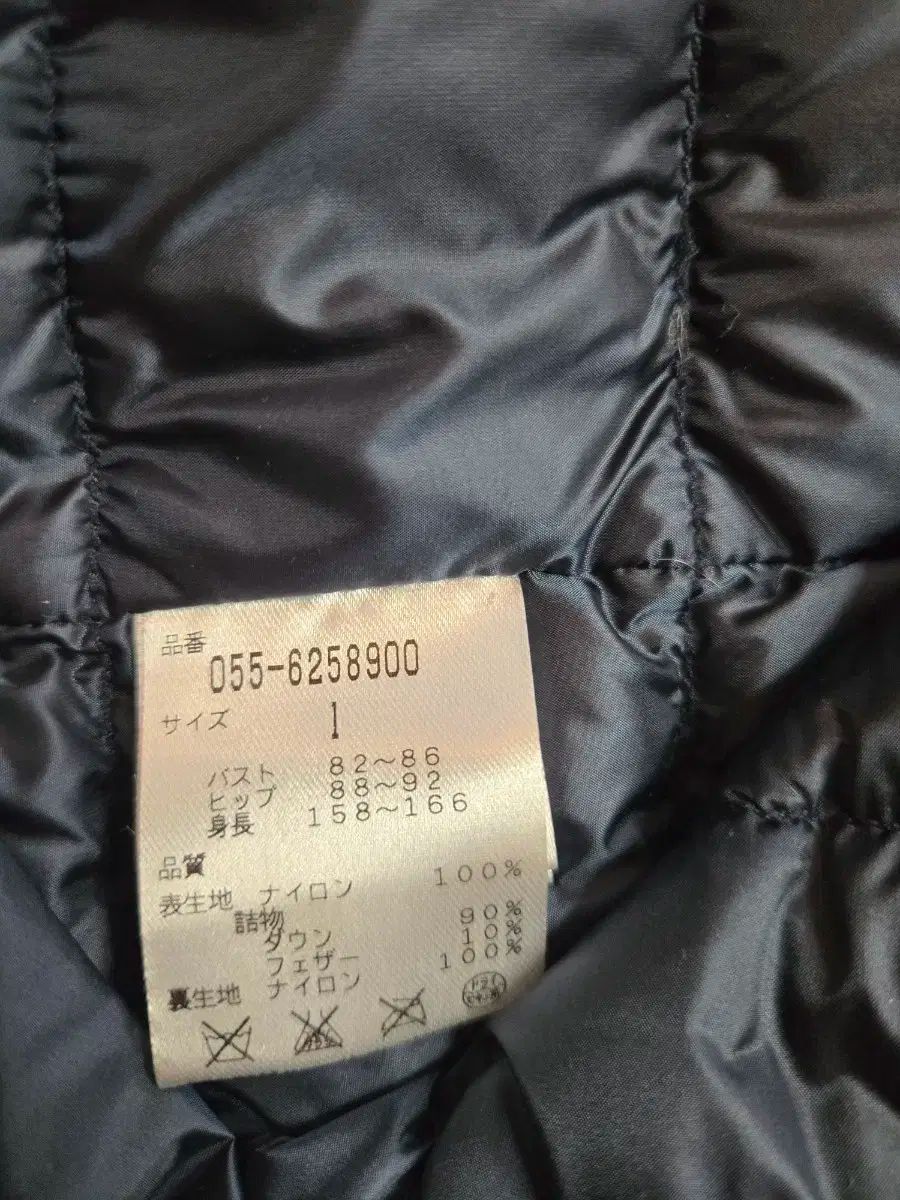 品番
055-6258900
サイズ 1
バスト 82～86
ヒップ 88～92
身長 158～166
品質
表生地 ナイロン 100%
詰物
ダウン 90%
フェザー 10%
裏生地 ナイロン 100%